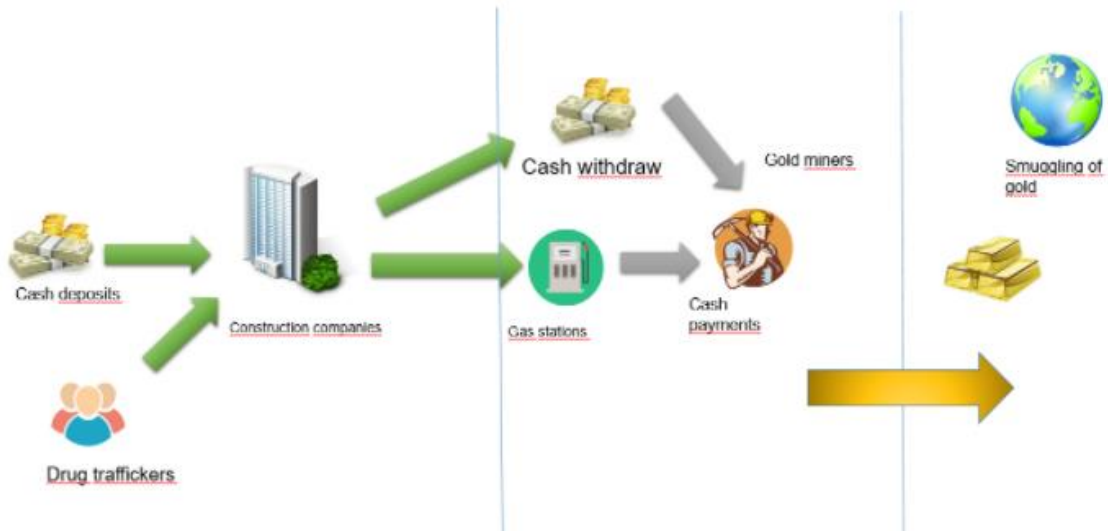 Cash withdraw
Gold miners
Smuggling of
gold
Cash deposits
Construction companies
Gas stations
Cash
payments
Drug traffickers